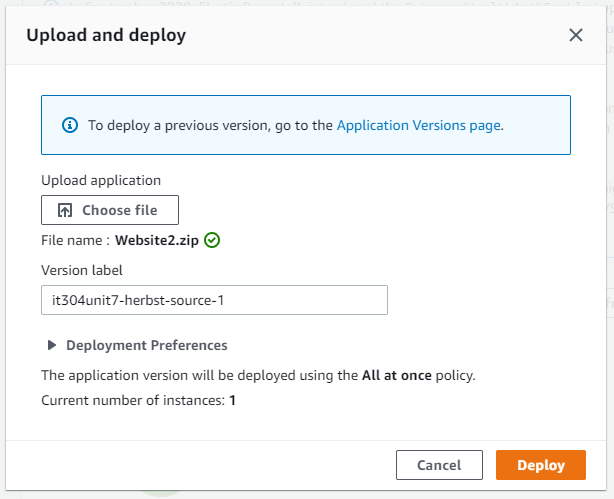 Upload and deploy
To deploy a previous version, go to the Application Versions page.
Upload application
Choose file
File name : Website2.zip
Version label
it304unit7-herbst-source-1
Deployment Preferences
The application version will be deployed using the All at once policy.
Current number of instances: 1
Cancel
Deploy